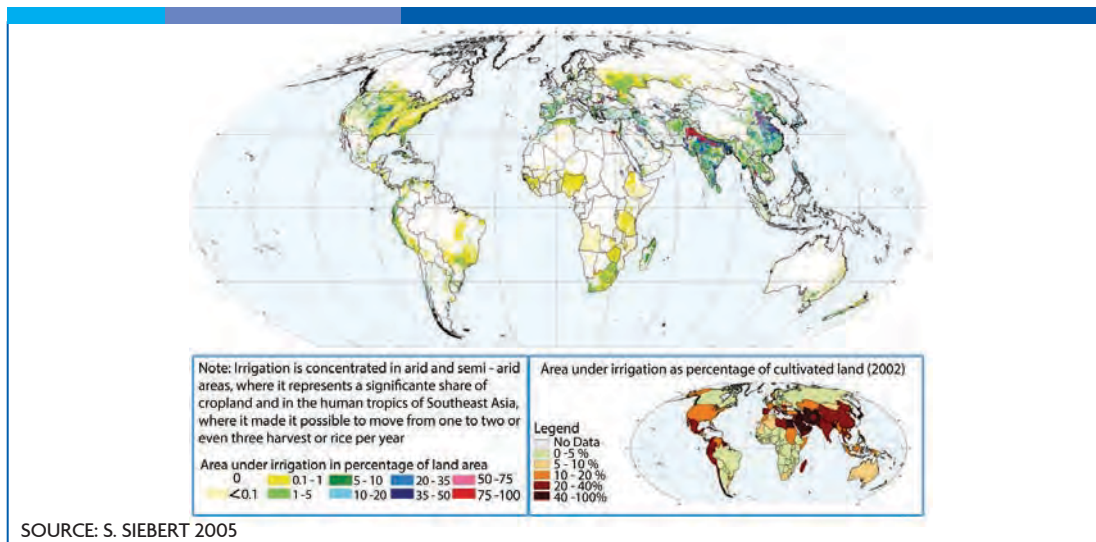 Note: Irrigation is concentrated in arid and semi - arid
areas, where it represents a significante share of
cropland and in the human tropics of Southeast Asia,
where it made it possible to move from one to two or
even three harvest or rice per year
Area under irrigation in percentage of land area
0 0.1 - 1 5 - 10 20 - 35 50 -75
<0.1 1 -5 10 -20 35 - 50 75 -100
Area under irrigation as percentage of cultivated land (2002)
Legend
No Data
0 -5 %
5 - 10 %
10 - 20 %
20 - 40%
40 -100%
SOURCE: S. SIEBERT 2005